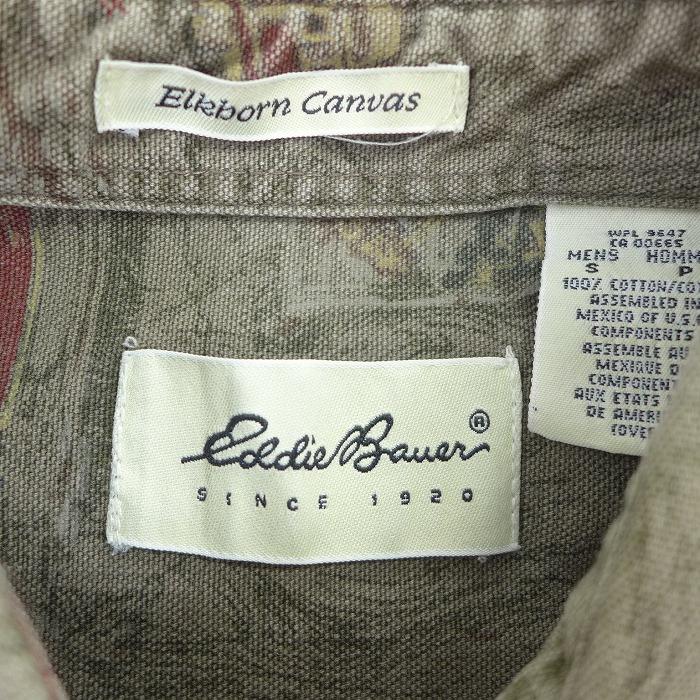 Elkhorn Canvas
WPL 9647
CA 00665
MENS HOMM
S P
100% COTTON/CO
ASSEMBLED IN
MEXICO OF U.S.
COMPONENTS
ASSEMBLE AU
MEXIQUE D
COMPONENT
AUX ETATS
DE AMERI
(OVE
Eddie Bauer®
SINCE 1920